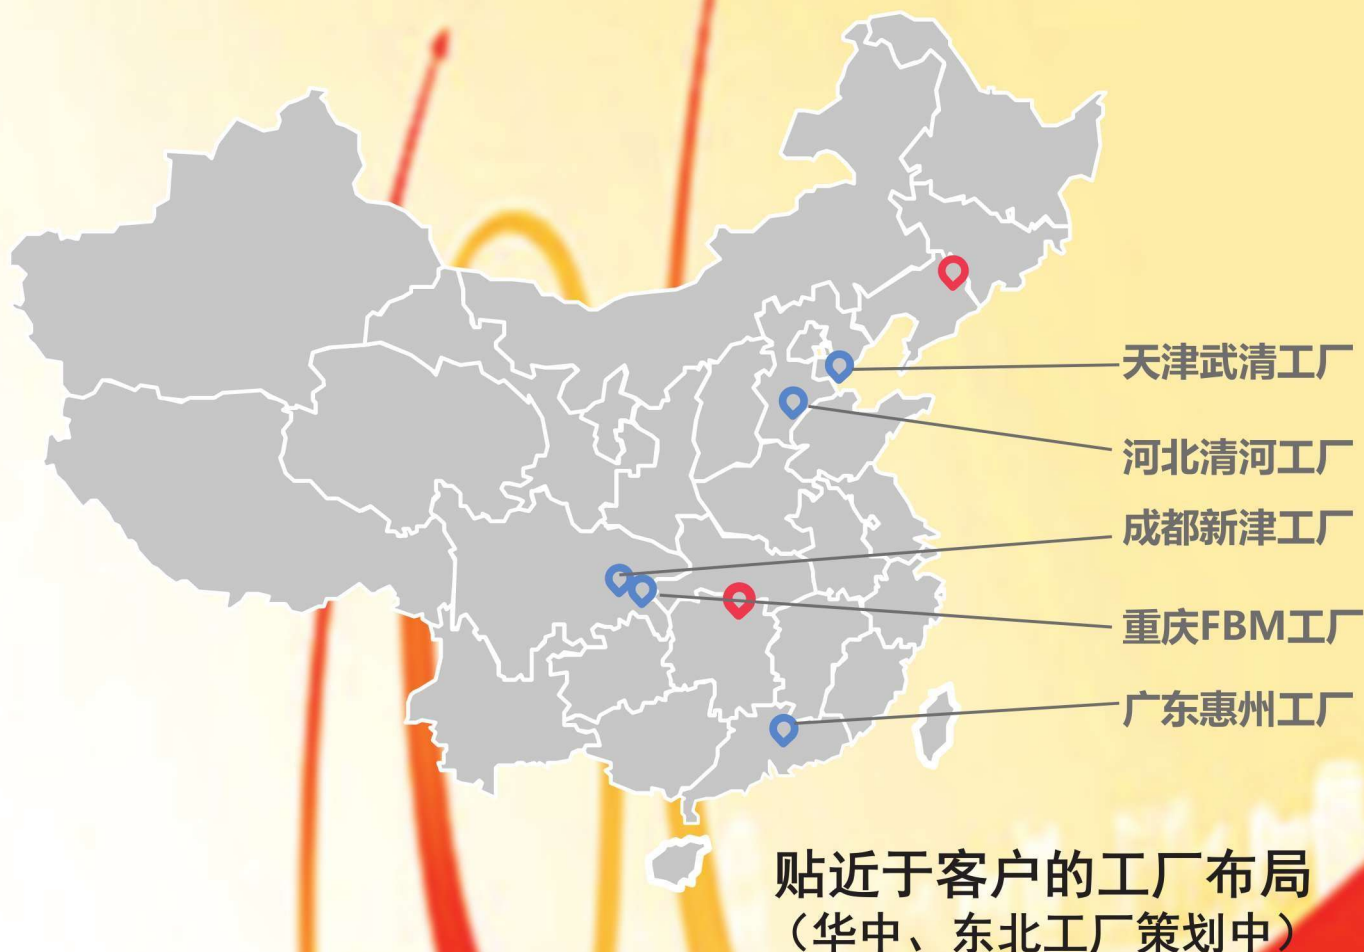 天津武清工厂
河北清河工厂
成都新津工厂
重庆FBM工厂
广东惠州工厂
贴近于客户的工厂布局
（华中、东北工厂策划中）